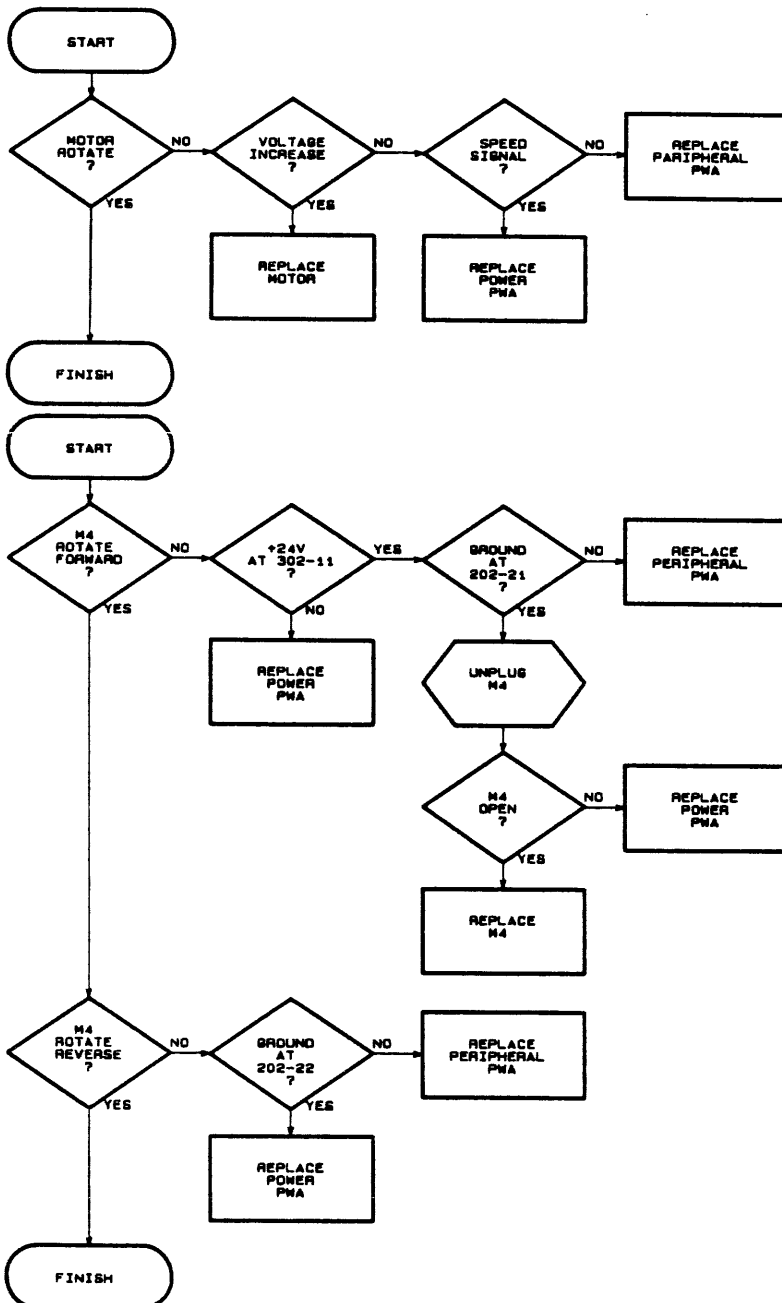 START
MOTOR
ROTATE
?
NO
YES
VOLTAGE
INCREASE
?
NO
YES
SPEED
SIGNAL
?
NO
YES
REPLACE
PARIPHERAL
PWA
REPLACE
MOTOR
REPLACE
POWER
PWA
FINISH
START
M4
ROTATE
FORWARD
?
NO
YES
+24V
AT 302-11
?
YES
NO
GROUND
AT
202-21
?
NO
YES
REPLACE
PERIPHERAL
PWA
REPLACE
POWER
PWA
UNPLUG
M4
M4
OPEN
?
NO
YES
REPLACE
POWER
PWA
REPLACE
M4
M4
ROTATE
REVERSE
?
NO
YES
GROUND
AT
202-22
?
NO
YES
REPLACE
PERIPHERAL
PWA
REPLACE
POWER
PWA
FINISH